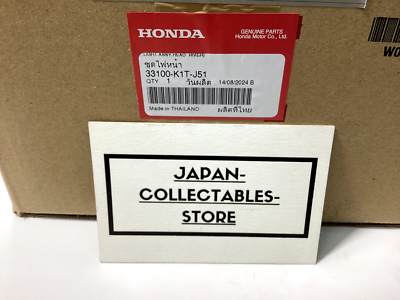 HONDA
GENUINE PARTS
Honda Motor Co., Ltd.
ชุดไฟหน้า
33100-K1T-J51
QTY 1 วันผลิต 14/08/2024 B
Made in THAILAND ผลิตที่ไทย
WO
JAPAN-
COLLECTABLES-
STORE